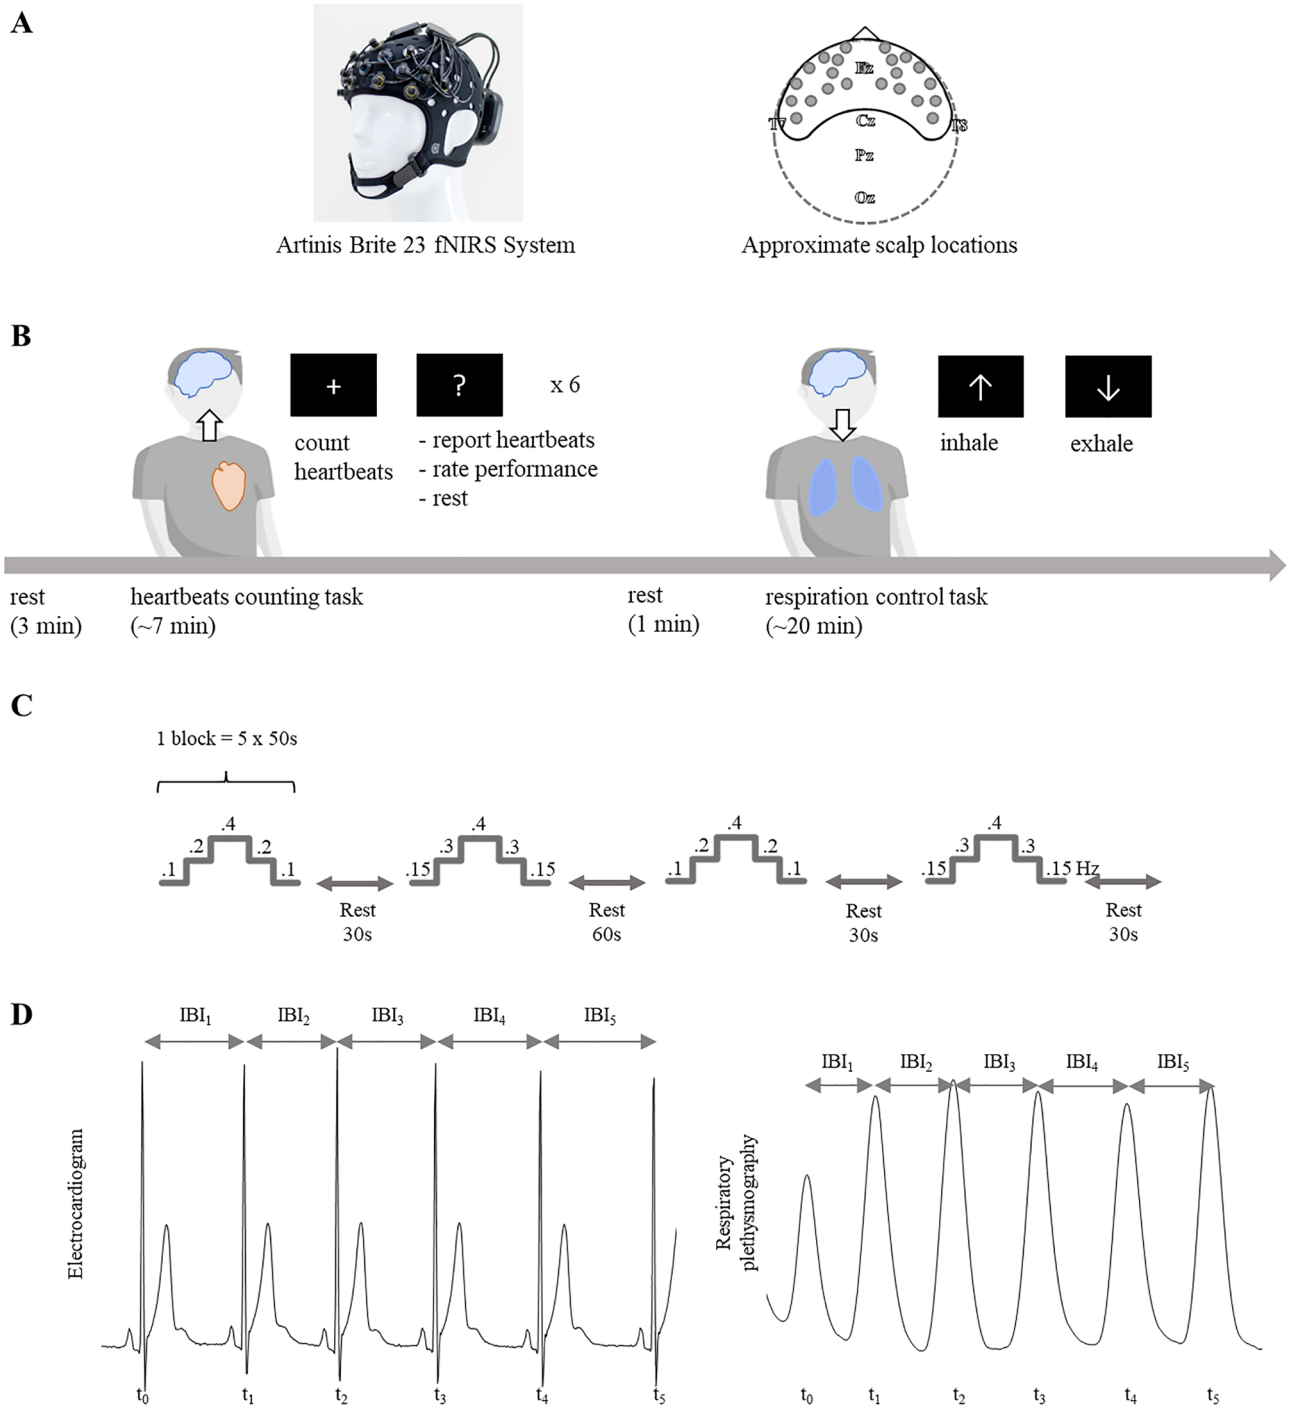 A
Fz
T7
Cz
T8
Pz
Oz
Artinis Brite 23 fNIRS System
Approximate scalp locations
B
+
?
x 6
↑
↓
count
heartbeats
- report heartbeats
- rate performance
- rest
inhale
exhale
rest
(3 min)
heartbeats counting task
(~7 min)
rest
(1 min)
respiration control task
(~20 min)
C
1 block = 5 x 50s
.1 .2 .4 .2 .1
.15 .3 .4 .3 .15
.1 .2 .4 .2 .1
.15 .3 .4 .3 .15 Hz
Rest
30s
Rest
60s
Rest
30s
Rest
30s
D
IBI₁ IBI₂ IBI₃ IBI₄ IBI₅
Electrocardiogram
t₀ t₁ t₂ t₃ t₄ t₅
IBI₁ IBI₂ IBI₃ IBI₄ IBI₅
Respiratory
plethysmography
t₀ t₁ t₂ t₃ t₄ t₅